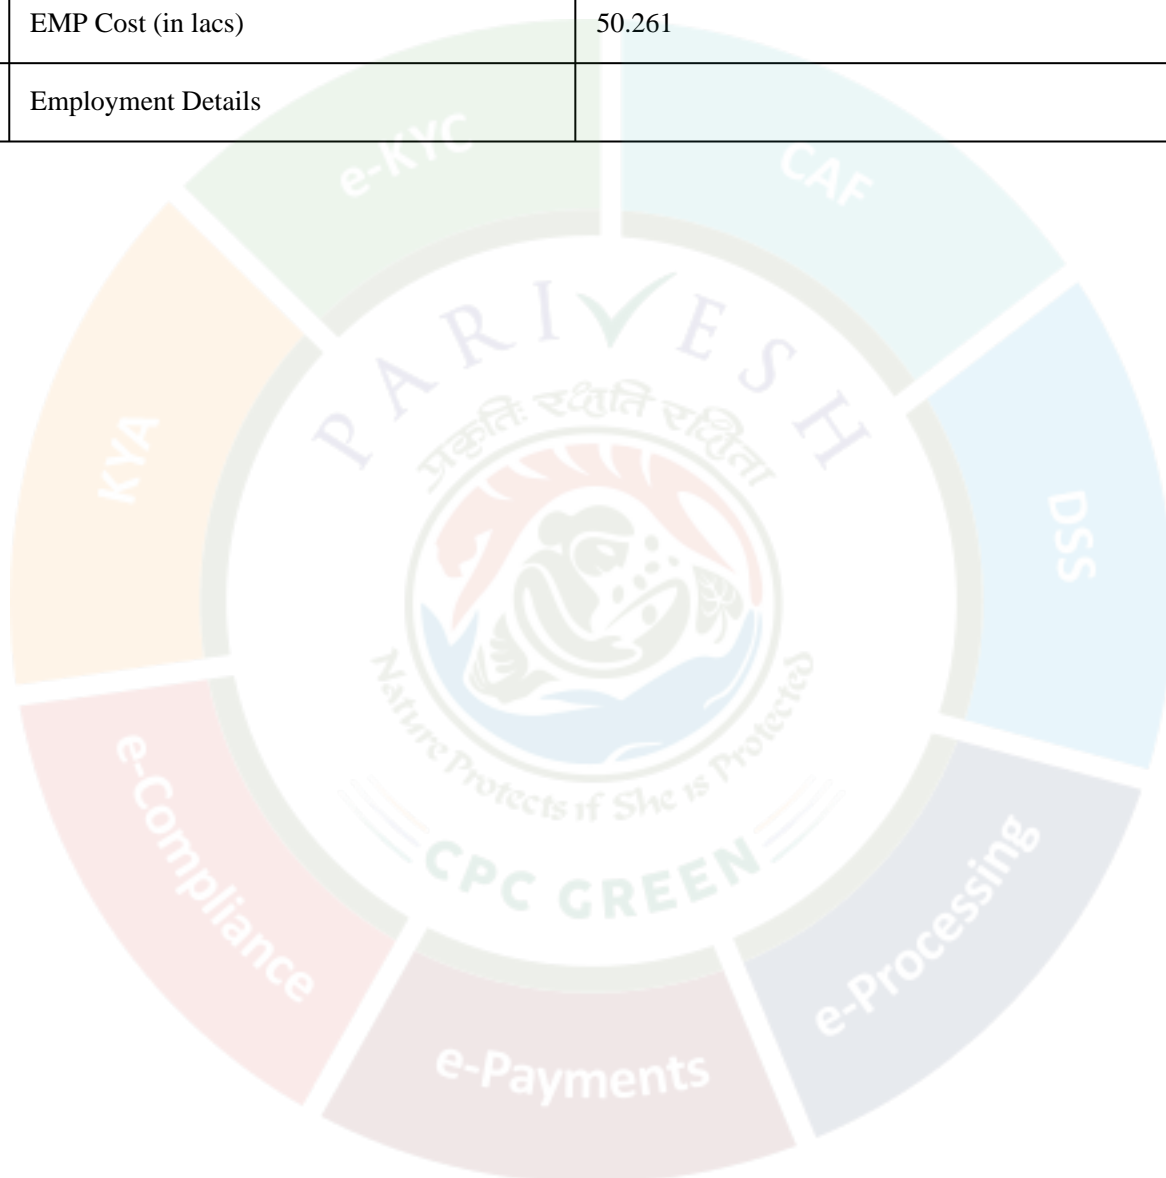 EMP Cost (in lacs) 50.261
Employment Details
e-KYC
CAF
PARIVESH
प्रकृतिः रक्षति रक्षिता
KYA
DSS
Nature Protects if She is Protected
CPC GREEN
e-Compliance
e-Processing
e-Payments